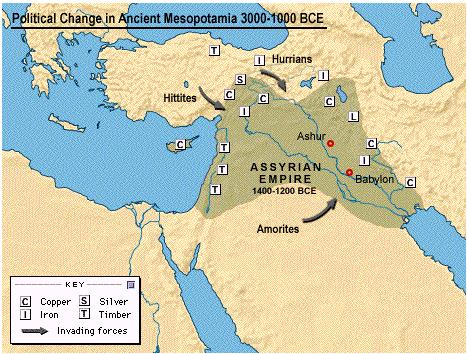 Political Change in Ancient Mesopotamia 3000-1000 BCE
T
I
Hurrians
S
I
Hittites
C
C
C
I
L
Ashur
C
C
T
I
ASSYRIAN
EMPIRE
1400-1200 BCE
T
Babylon
C
T
Amorites
KEY
C Copper S Silver
I Iron T Timber
Invading forces